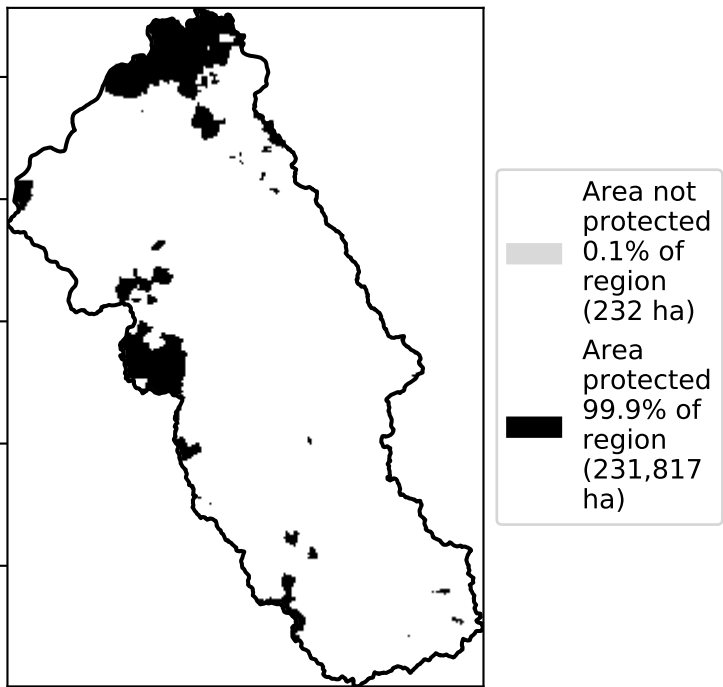 Area not
protected
0.1% of
region
(232 ha)
Area
protected
99.9% of
region
(231,817
ha)